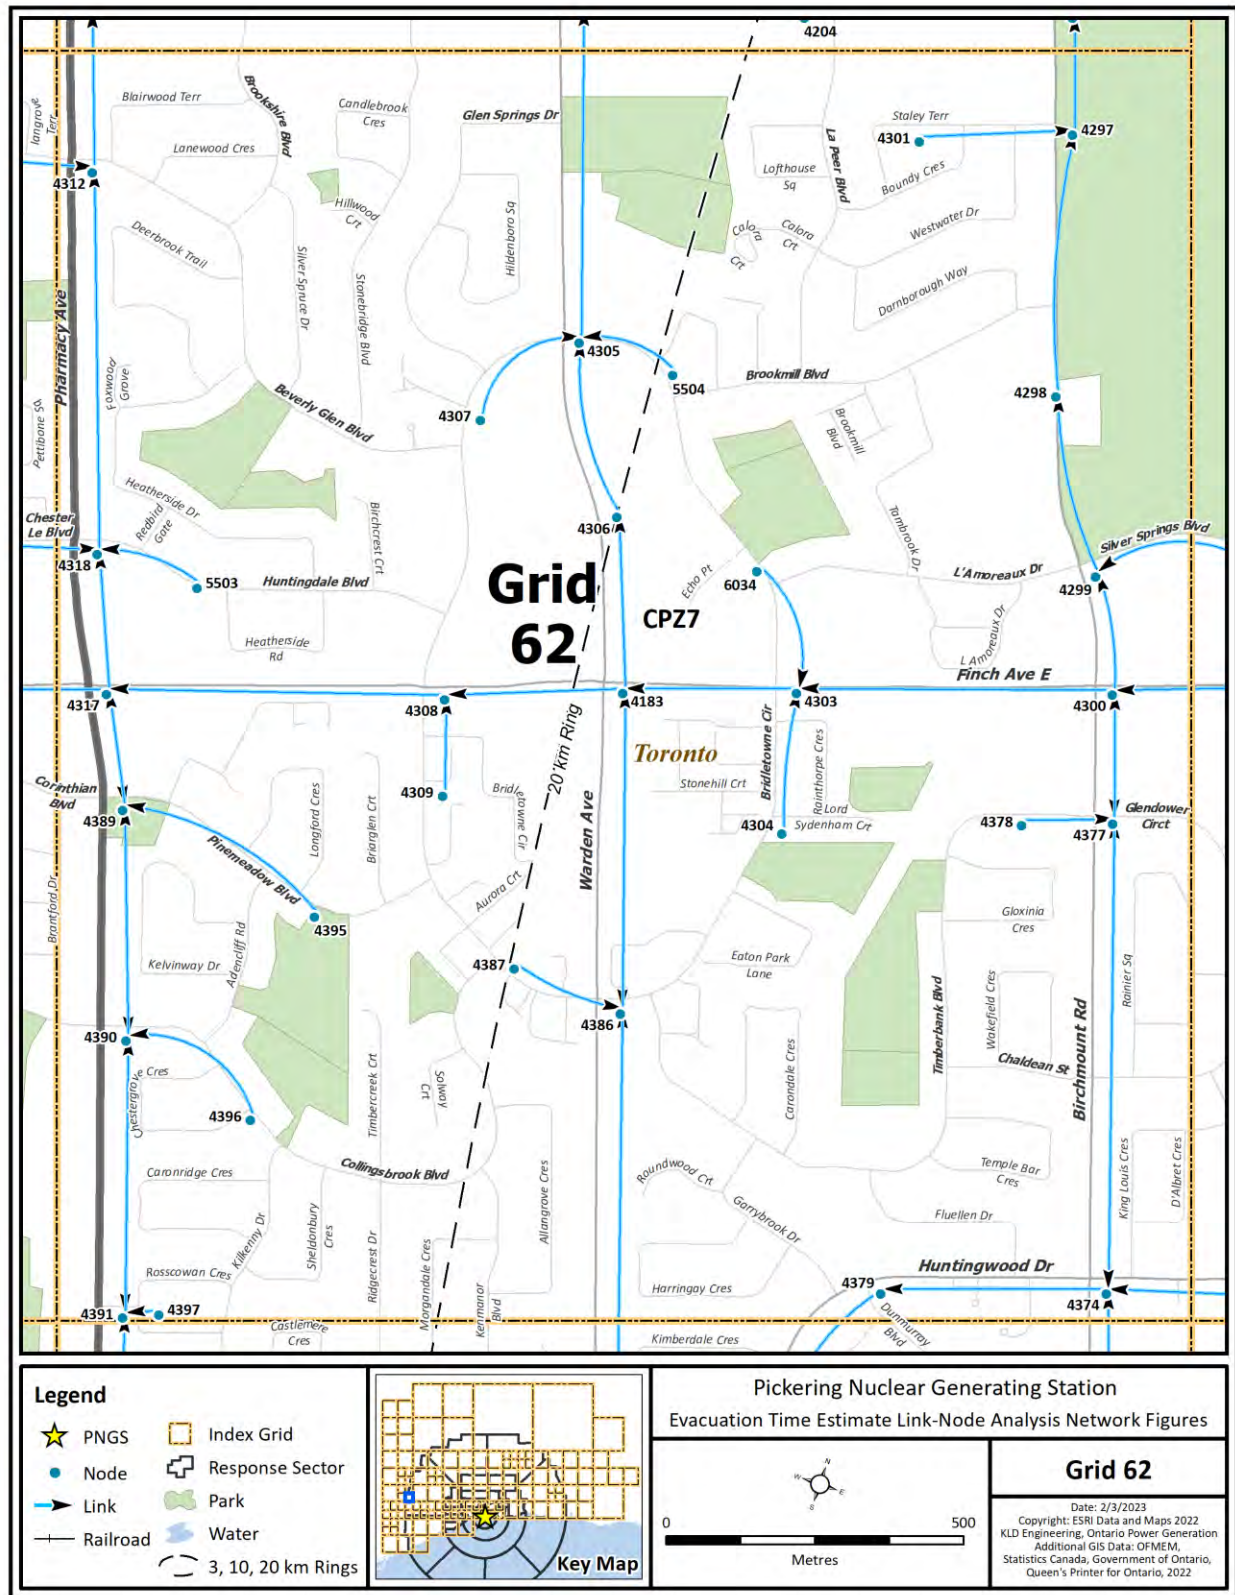 4204
Blairwood Terr
Brookshire Blvd
Candlebrook
Cres
Glen Springs Dr
Staley Terr
4301
4297
Lanewood Cres
La Peer Blvd
Lofthouse
Sq
Boundy Cres
4312
Hillwood
Crt
Hildenboro Sq
Westwater Dr
Calora
Crt
Calora
Crt
Deerbrook Trail
Silver Spruce Dr
Stonebridge Blvd
Darnborough Way
Pharmacy Ave
4305
Foxwood
Grove
5504
Brookmill Blvd
Beverly Glen Blvd
4307
4298
Pettibone Sq
Brookmill
Blvd
Heatherside Dr
Redbird
Gate
Birchcrest Crt
Tambrook Dr
Chester
Le Blvd
4306
Silver Springs Blvd
4318
5503
Huntingdale Blvd
Grid
62
CPZ7
Echo Pt
6034
L'Amoreaux Dr
4299
Heatherside
Rd
L'Amoreaux Dr
Finch Ave E
4317
4308
4183
4303
4300
20 km Ring
Toronto
Bridletowne Cir
Rainthorpe Cres
Corinthian
Blvd
4309
Bridletowne Cir
Stonehill Crt
Lord
Sydenham Crt
4304
4378
4377
Glendower
Circt
4389
Longford Cres
Briarglen Crt
Warden Ave
Pinemeadow Blvd
Aurora Crt
Brantford Dr
4395
Gloxinia
Cres
Adencliff Rd
Kelvinway Dr
4387
Eaton Park
Lane
Rainier Sq
Timberbank Blvd
Wakefield Cres
4386
4390
Chestergrove Cres
Solway
Crt
Timbercreek Crt
Carondale Cres
Chaldean St
Birchmount Rd
4396
Collingsbrook Blvd
Caronridge Cres
Roundwood Crt
Temple Bar
Cres
King Louis Cres
D'Albret Cres
Allangrove Cres
Garrybrook Dr
Fluellen Dr
Kilkenny Dr
Sheldonbury
Cres
Ridgecrest Dr
Morgandale Cres
Rosscowan Cres
Kenmanor
Blvd
Harringay Cres
Huntingwood Dr
4379
4374
4391
4397
Castlemere
Cres
Kimberdale Cres
Dunmurray
Blvd
Legend
PNGS
Node
Link
Railroad
Index Grid
Response Sector
Park
Water
3, 10, 20 km Rings
Key Map
Pickering Nuclear Generating Station
Evacuation Time Estimate Link-Node Analysis Network Figures
N
W
E
S
0
500
Metres
Grid 62
Date: 2/3/2023
Copyright: ESRI Data and Maps 2022
KLD Engineering, Ontario Power Generation
Additional GIS Data: OFMEM,
Statistics Canada, Government of Ontario,
Queen's Printer for Ontario, 2022